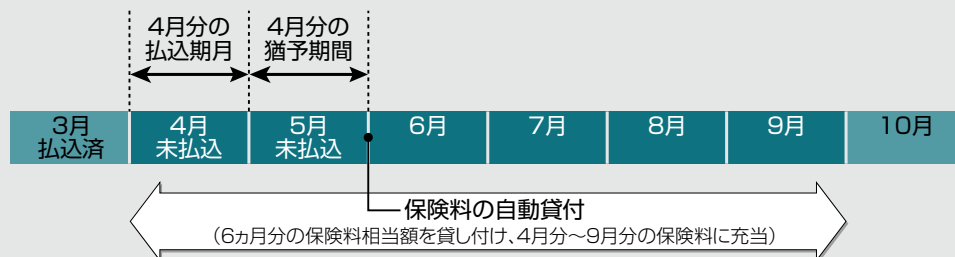 4月分の
払込期月
4月分の
猶予期間
3月
払込済
4月
未払込
5月
未払込
6月
7月
8月
9月
10月
保険料の自動貸付
（6ヵ月分の保険料相当額を貸し付け、4月分～9月分の保険料に充当）